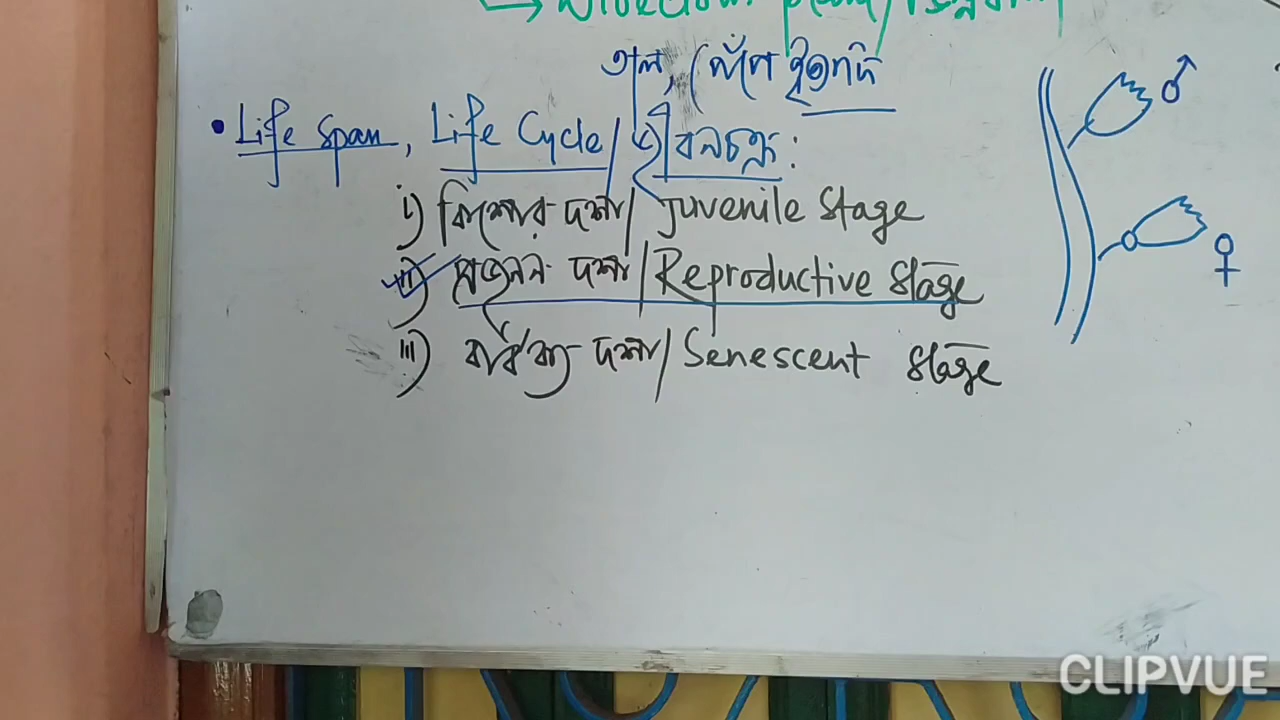 তাল, পেঁপে ইত্যাদি
• Life Span, Life Cycle / জীবনচক্র :
i) কিশোর দশা / Juvenile Stage
ii) প্রজনন দশা / Reproductive Stage
iii) বার্ধক্য দশা / Senescent Stage
♂
♀
CLIPVUE